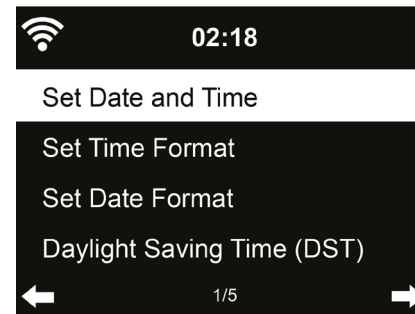 02:18
Set Date and Time
Set Time Format
Set Date Format
Daylight Saving Time (DST)
1/5